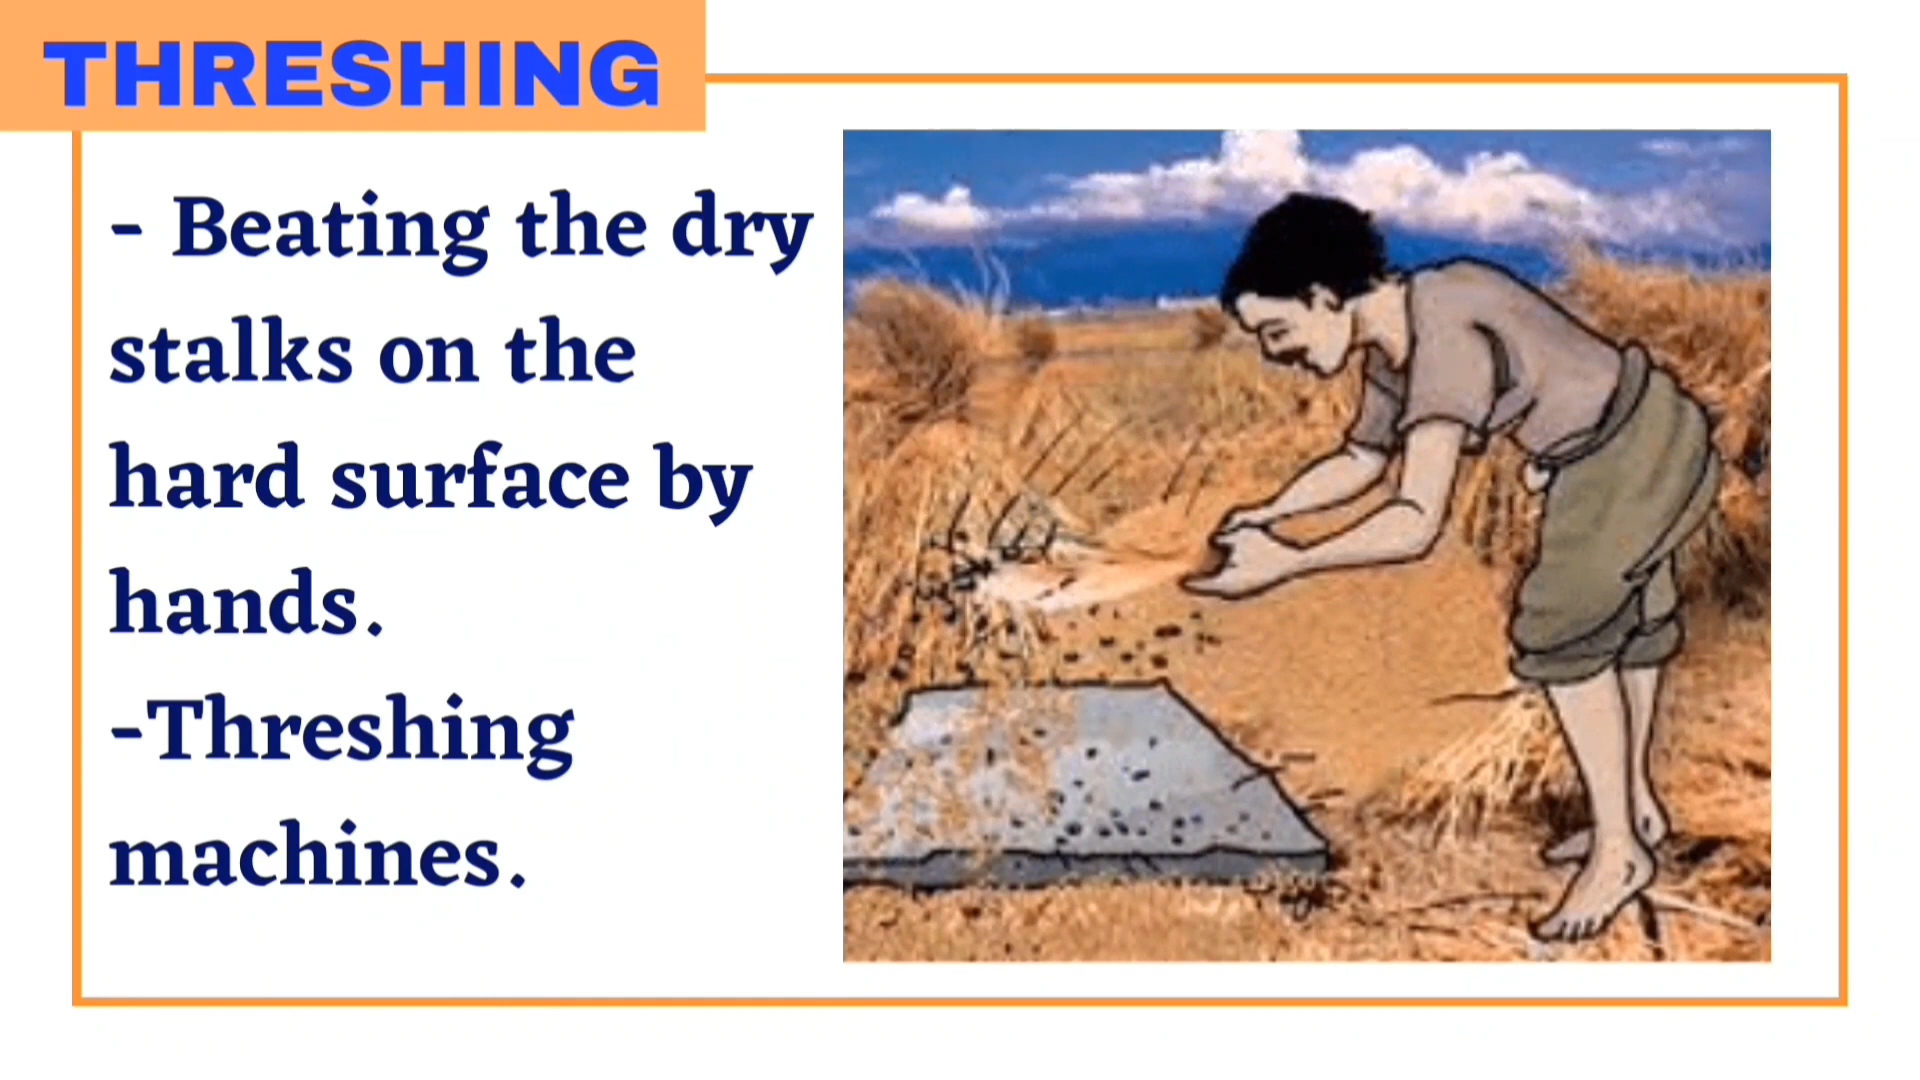 THRESHING
- Beating the dry
stalks on the
hard surface by
hands.
-Threshing
machines.